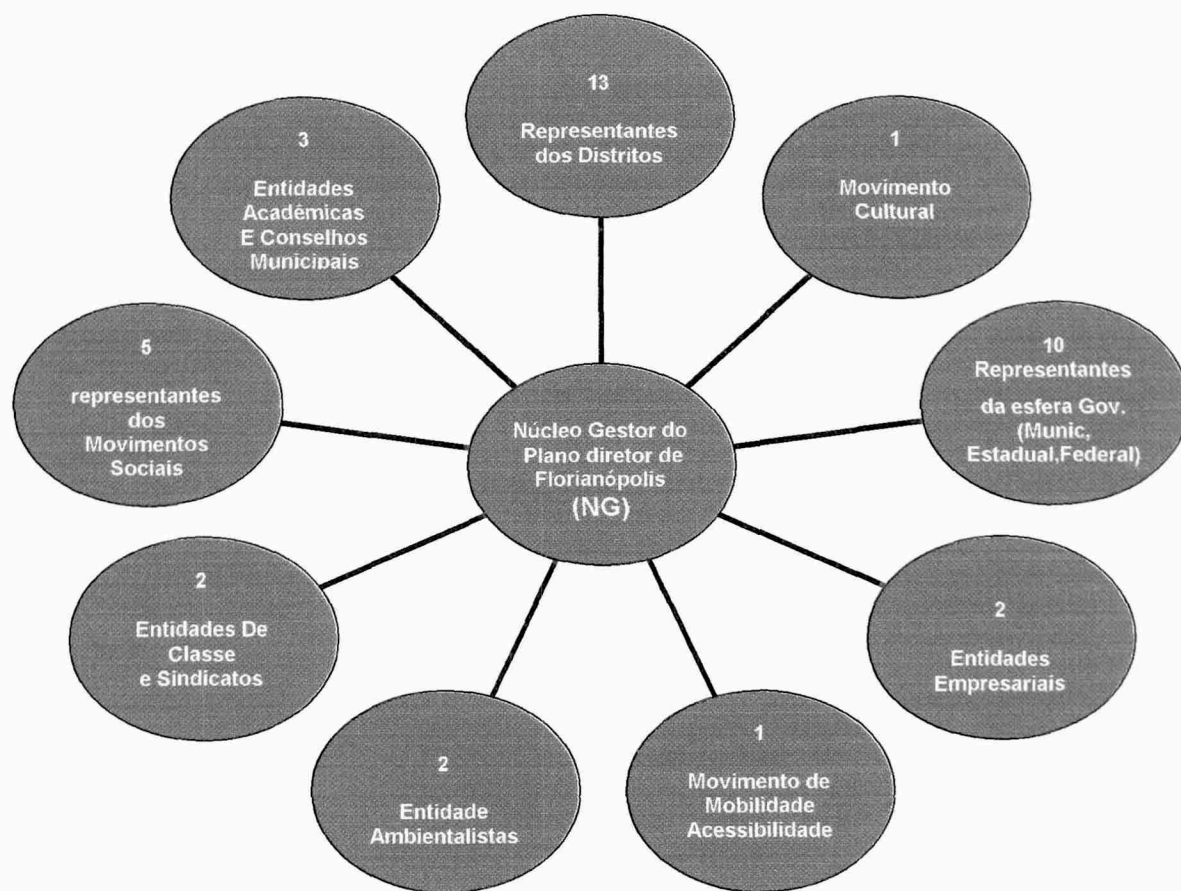 13
Representantes
dos Distritos
1
Movimento
Cultural
10
Representantes
da esfera Gov.
(Munic,
Estadual,Federal)
2
Entidades
Empresariais
1
Movimento de
Mobilidade
Acessibilidade
2
Entidade
Ambientalistas
2
Entidades De
Classe
e Sindicatos
5
representantes
dos
Movimentos
Sociais
3
Entidades
Acadêmicas
E Conselhos
Municipais
Núcleo Gestor do
Plano diretor de
Florianópolis
(NG)